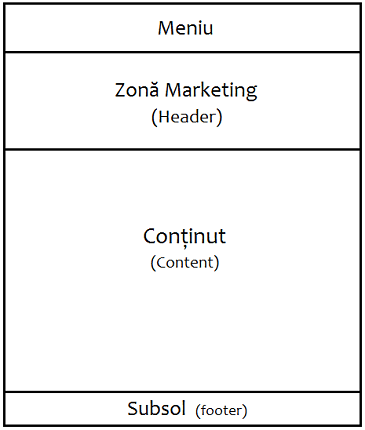 Meniu
Zonă Marketing
(Header)
Conținut
(Content)
Subsol (footer)